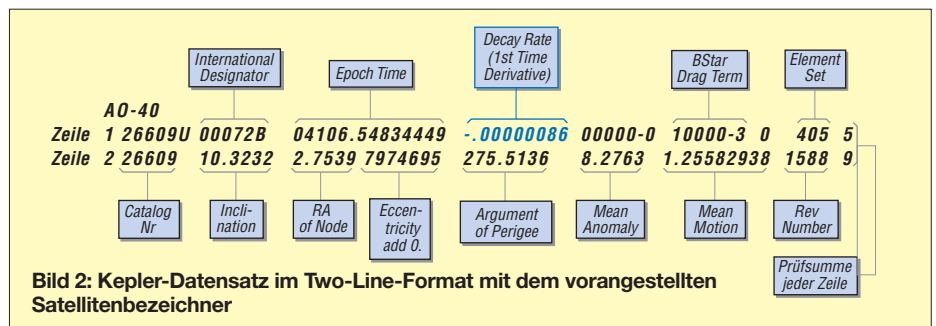 Decay Rate
(1st Time
Derivative)
International
Designator
Epoch Time
BStar
Drag Term
Element
Set
AO-40
Zeile 1 26609U 00072B 04106.54834449 -.00000086 00000-0 10000-3 0 405 5
Zeile 2 26609 10.3232 2.7539 7974695 275.5136 8.2763 1.25582938 1588 9
Catalog
Nr
Incli-
nation
RA
of Node
Eccen-
tricity
add 0.
Argument
of Perigee
Mean
Anomaly
Mean
Motion
Rev
Number
Prüfsumme
jeder Zeile
Bild 2: Kepler-Datensatz im Two-Line-Format mit dem vorangestellten
Satellitenbezeichner